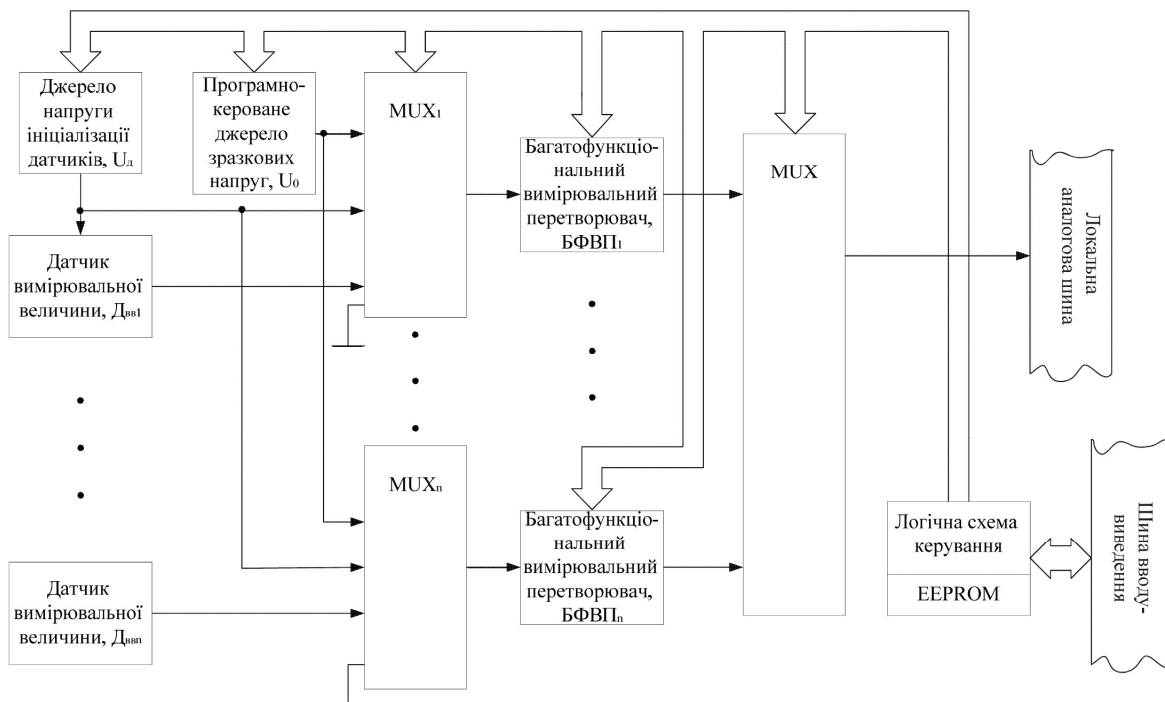 Джерело
напруги
ініціалізації
датчиків, Uд
Програмно-
кероване
джерело
зразкових
напруг, U0
MUX1
Багатофункціо-
нальний
вимірювальний
перетворювач,
БФВП1
MUX
Локальна
аналогова шина
Датчик
вимірювальної
величини, Двв1
MUXn
Багатофункціо-
нальний
вимірювальний
перетворювач,
БФВПn
Логічна схема
керування
EEPROM
Шина вводу-
виведення
Датчик
вимірювальної
величини, Dввn